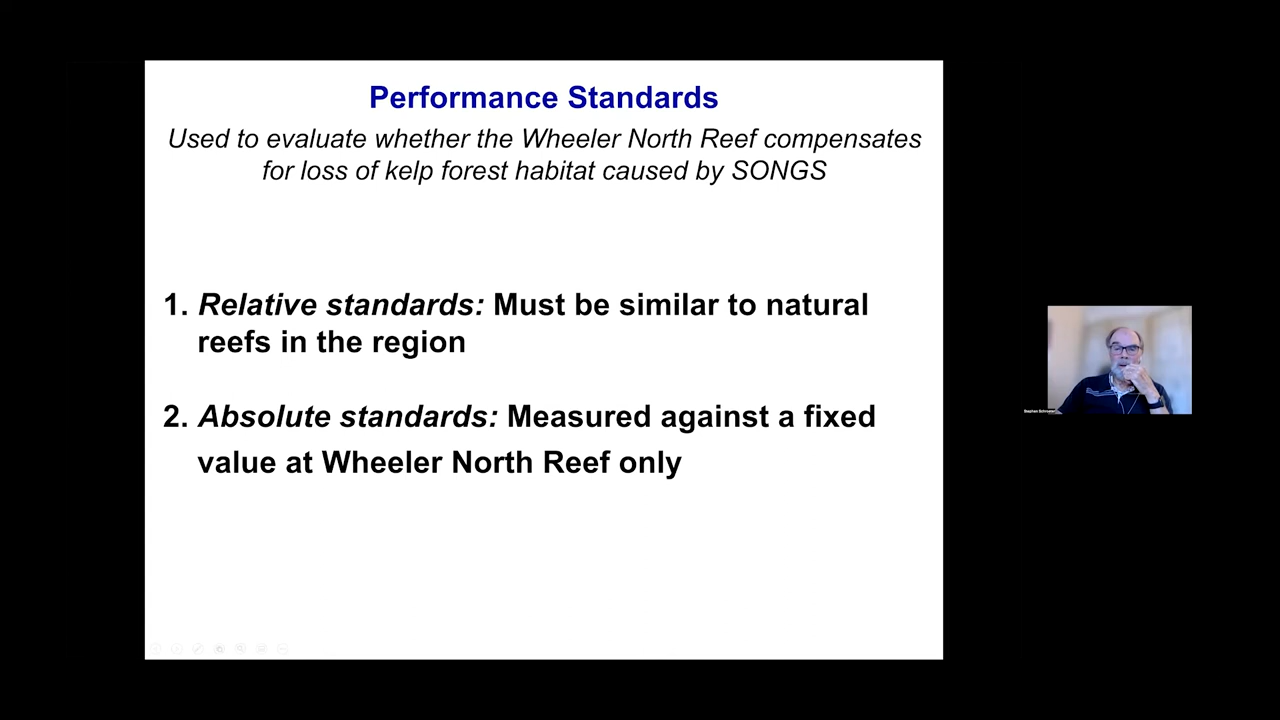 Performance Standards
Used to evaluate whether the Wheeler North Reef compensates
for loss of kelp forest habitat caused by SONGS
1. Relative standards: Must be similar to natural
reefs in the region
2. Absolute standards: Measured against a fixed
value at Wheeler North Reef only
Stephen Schroeter